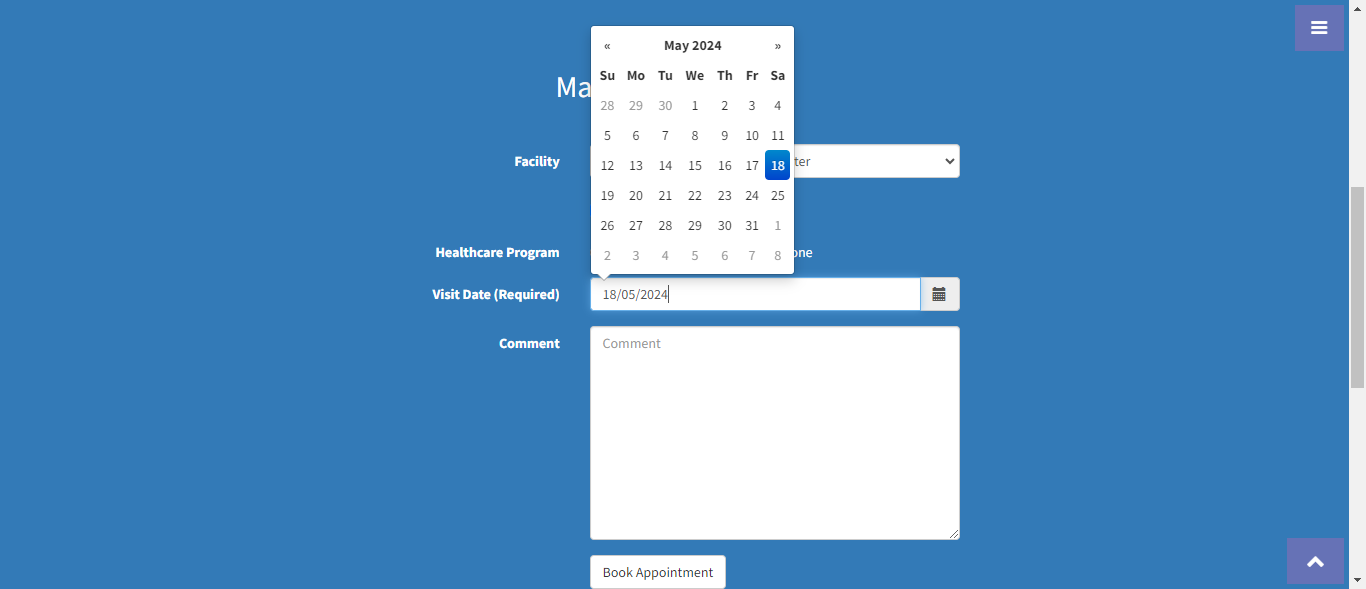 « May 2024 »
Su Mo Tu We Th Fr Sa
28 29 30 1 2 3 4
5 6 7 8 9 10 11
12 13 14 15 16 17 18
19 20 21 22 23 24 25
26 27 28 29 30 31 1
2 3 4 5 6 7 8
Ma
Facility
ter
Healthcare Program
one
Visit Date (Required)
18/05/2024
Comment
Comment
Book Appointment